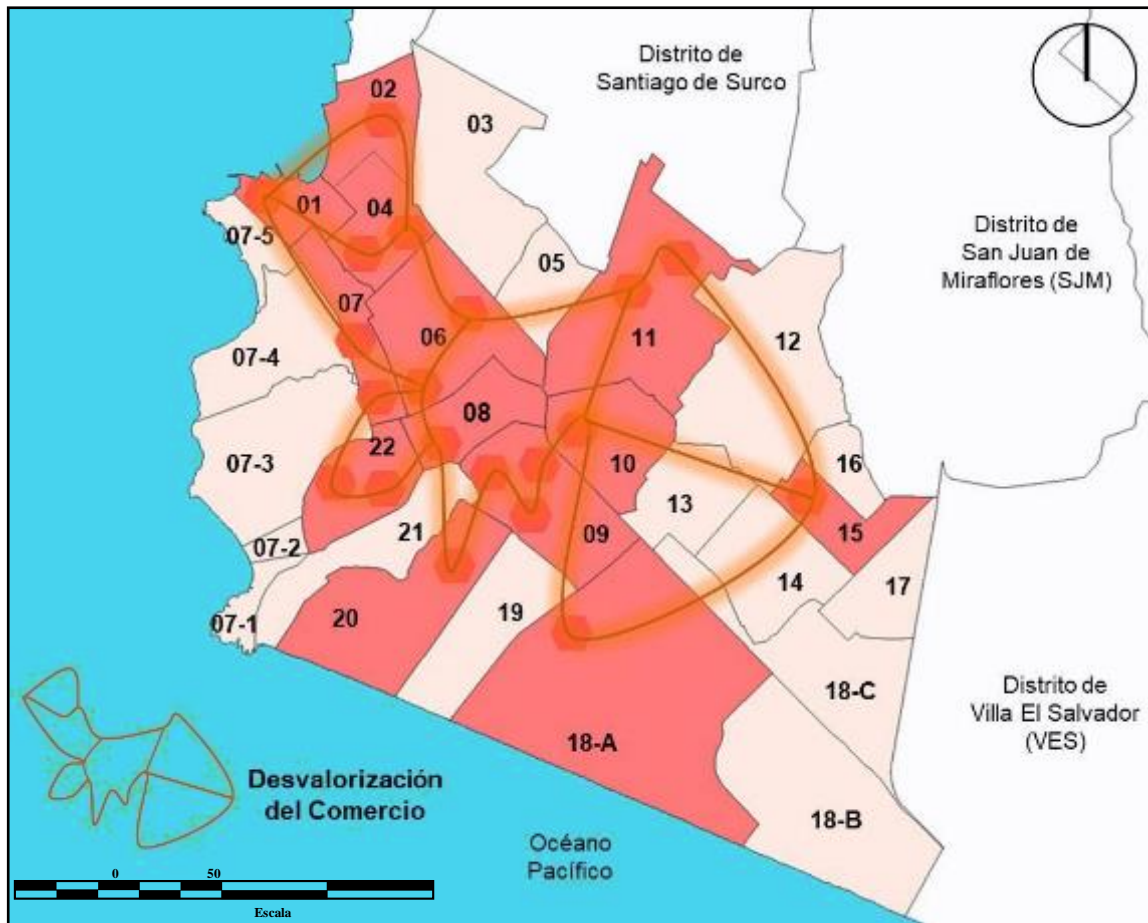 Distrito de
Santiago de Surco
02
03
01
04
07-5
05
Distrito de
San Juan de
Miraflores (SJM)
07
06
11
12
07-4
08
22
10
16
07-3
13
15
21
09
07-2
14
17
07-1
20
19
18-C
Distrito de
Villa El Salvador
(VES)
18-A
Desvalorización
del Comercio
18-B
Océano
Pacífico
0 50
Escala